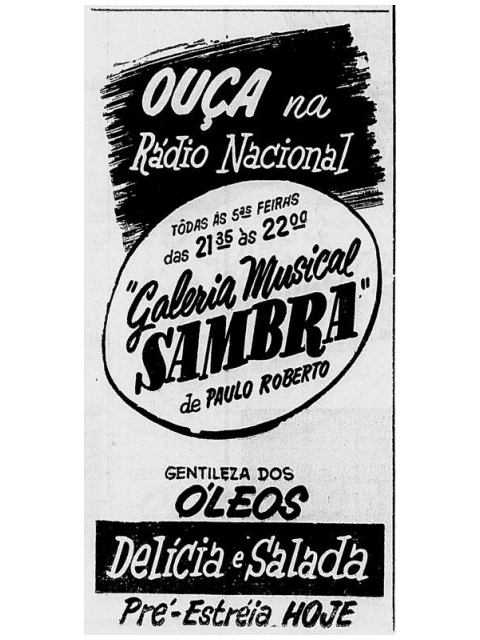 OUÇA na
Rádio Nacional
TÔDAS ÀS 5as FEIRAS
das 21 35 às 22 00
"Galeria Musical
SAMBRA"
de PAULO ROBERTO
GENTILEZA DOS
ÓLEOS
Delícia e Salada
Pré-Estréia HOJE